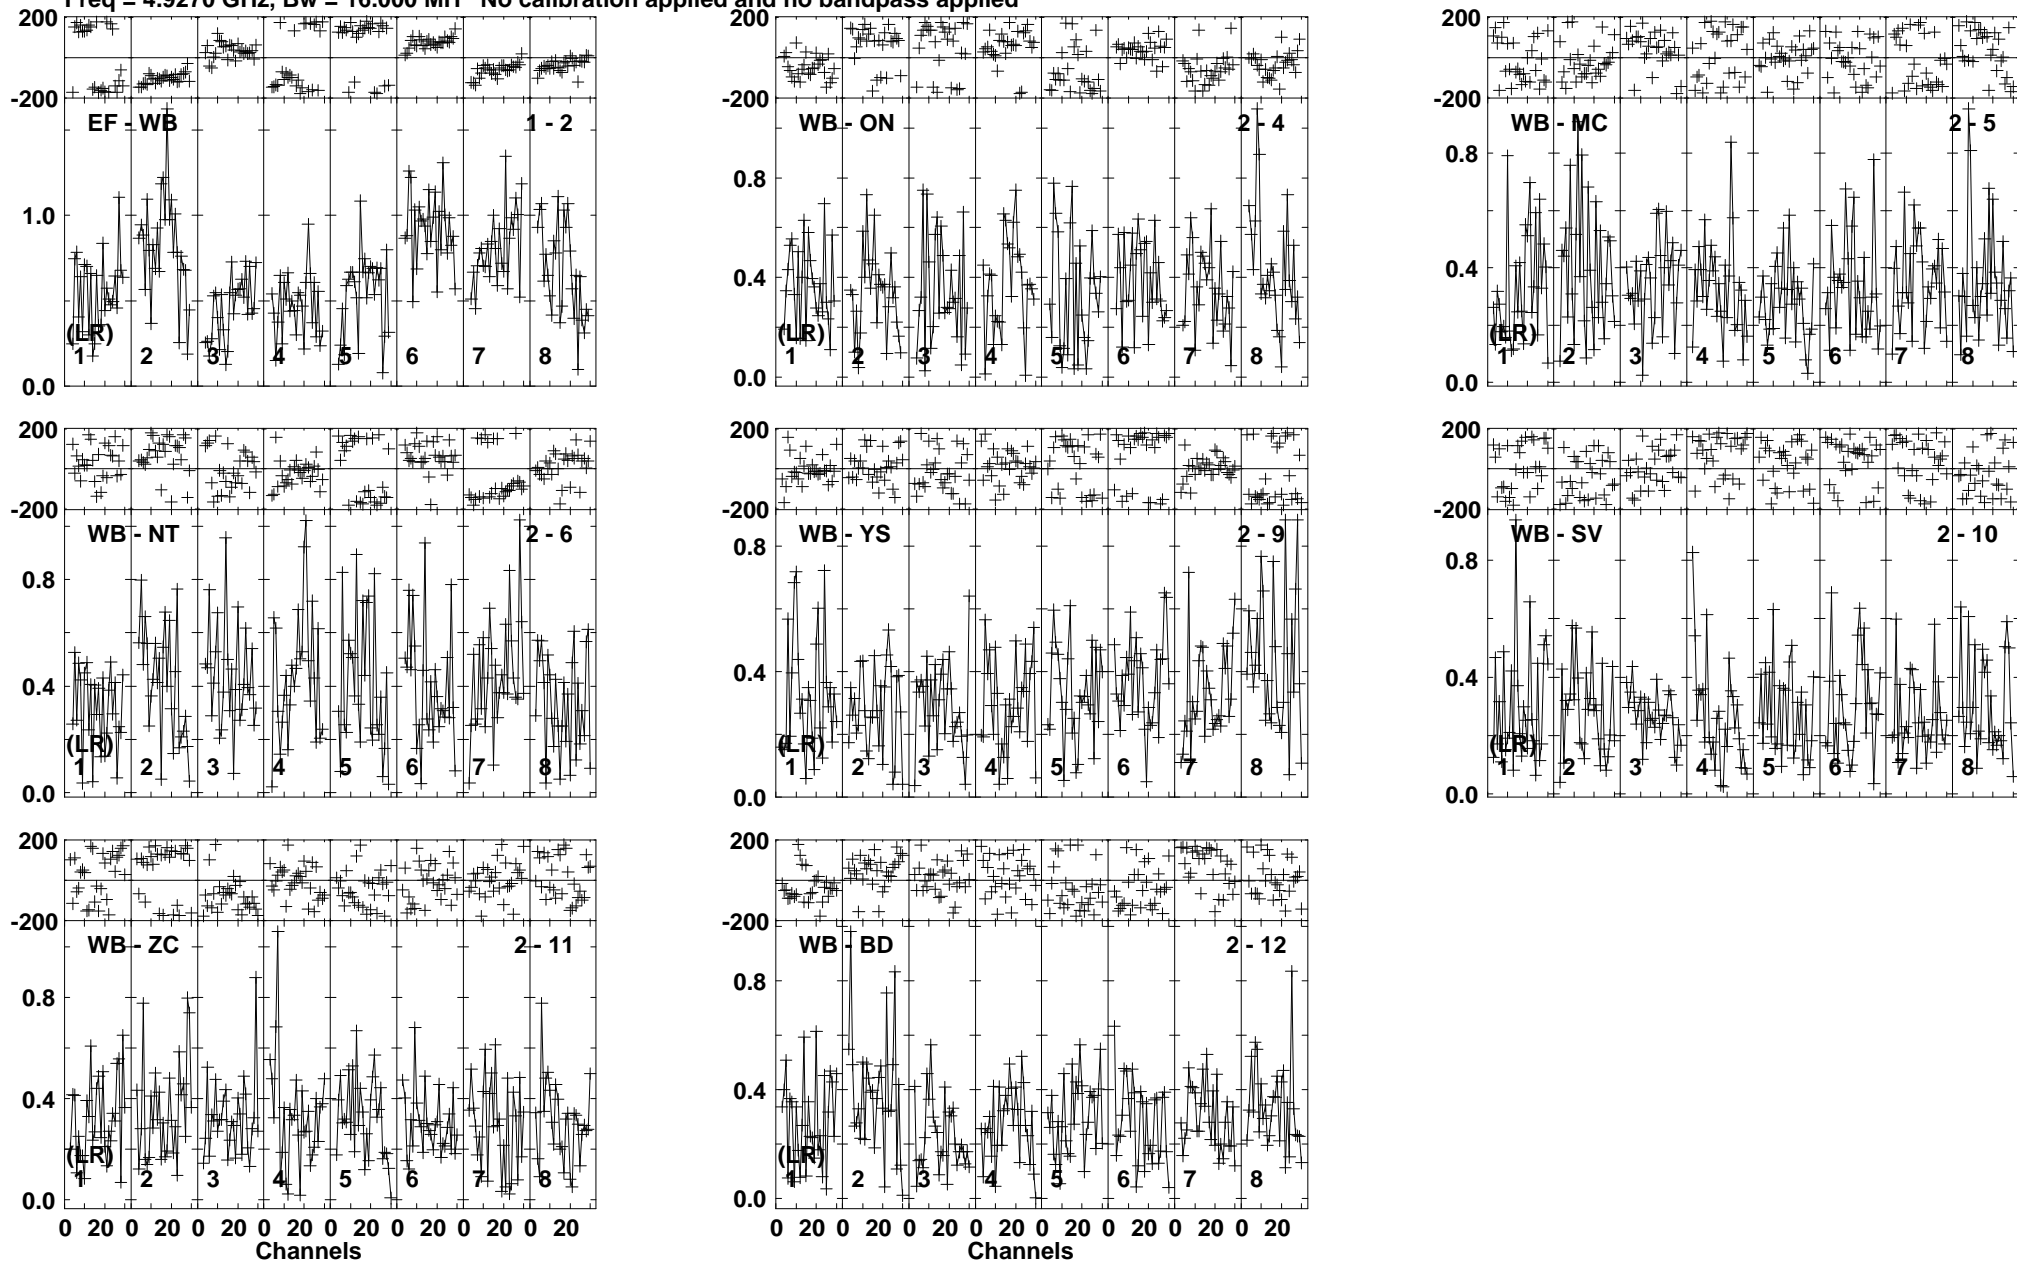 Freq = 4.9270 GHz, Bw = 16.000 MH No calibration applied and no bandpass applied
200 200 200
-200 -200 -200
EF - WB 1 - 2 WB - ON 2 - 4 WB - MC 2 - 5
1.0 0.8 0.8
0.4 0.4
(LR) (LR) (LR)
1 2 3 4 5 6 7 8 1 2 3 4 5 6 7 8 1 2 3 4 5 6 7 8
0.0 0.0 0.0
200 200 200
-200 -200 -200
WB - NT 2 - 6 WB - YS 2 - 9 WB - SV 2 - 10
0.8 0.8 0.8
0.4 0.4 0.4
(LR) (LR) (LR)
1 2 3 4 5 6 7 8 1 2 3 4 5 6 7 8 1 2 3 4 5 6 7 8
0.0 0.0 0.0
200 200
-200 -200
WB - ZC 2 - 11 WB - BD 2 - 12
0.8 0.8
0.4 0.4
(LR) (LR)
1 2 3 4 5 6 7 8 1 2 3 4 5 6 7 8
0.0 0.0
0 20 0 20 0 20 0 20 0 20 0 20 0 20 0 20 0 20 0 20 0 20 0 20 0 20 0 20 0 20 0 20
Channels Channels